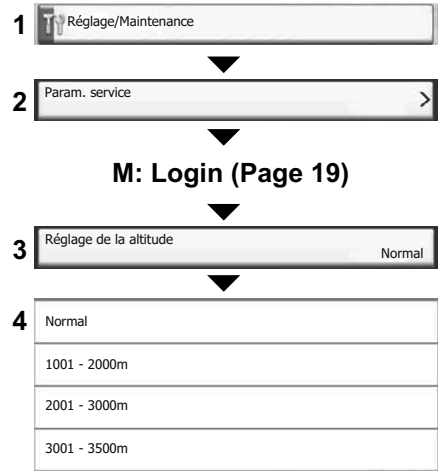 1 Réglage/Maintenance
2 Param. service
M: Login (Page 19)
3 Réglage de la altitude Normal
4 Normal
1001 - 2000m
2001 - 3000m
3001 - 3500m